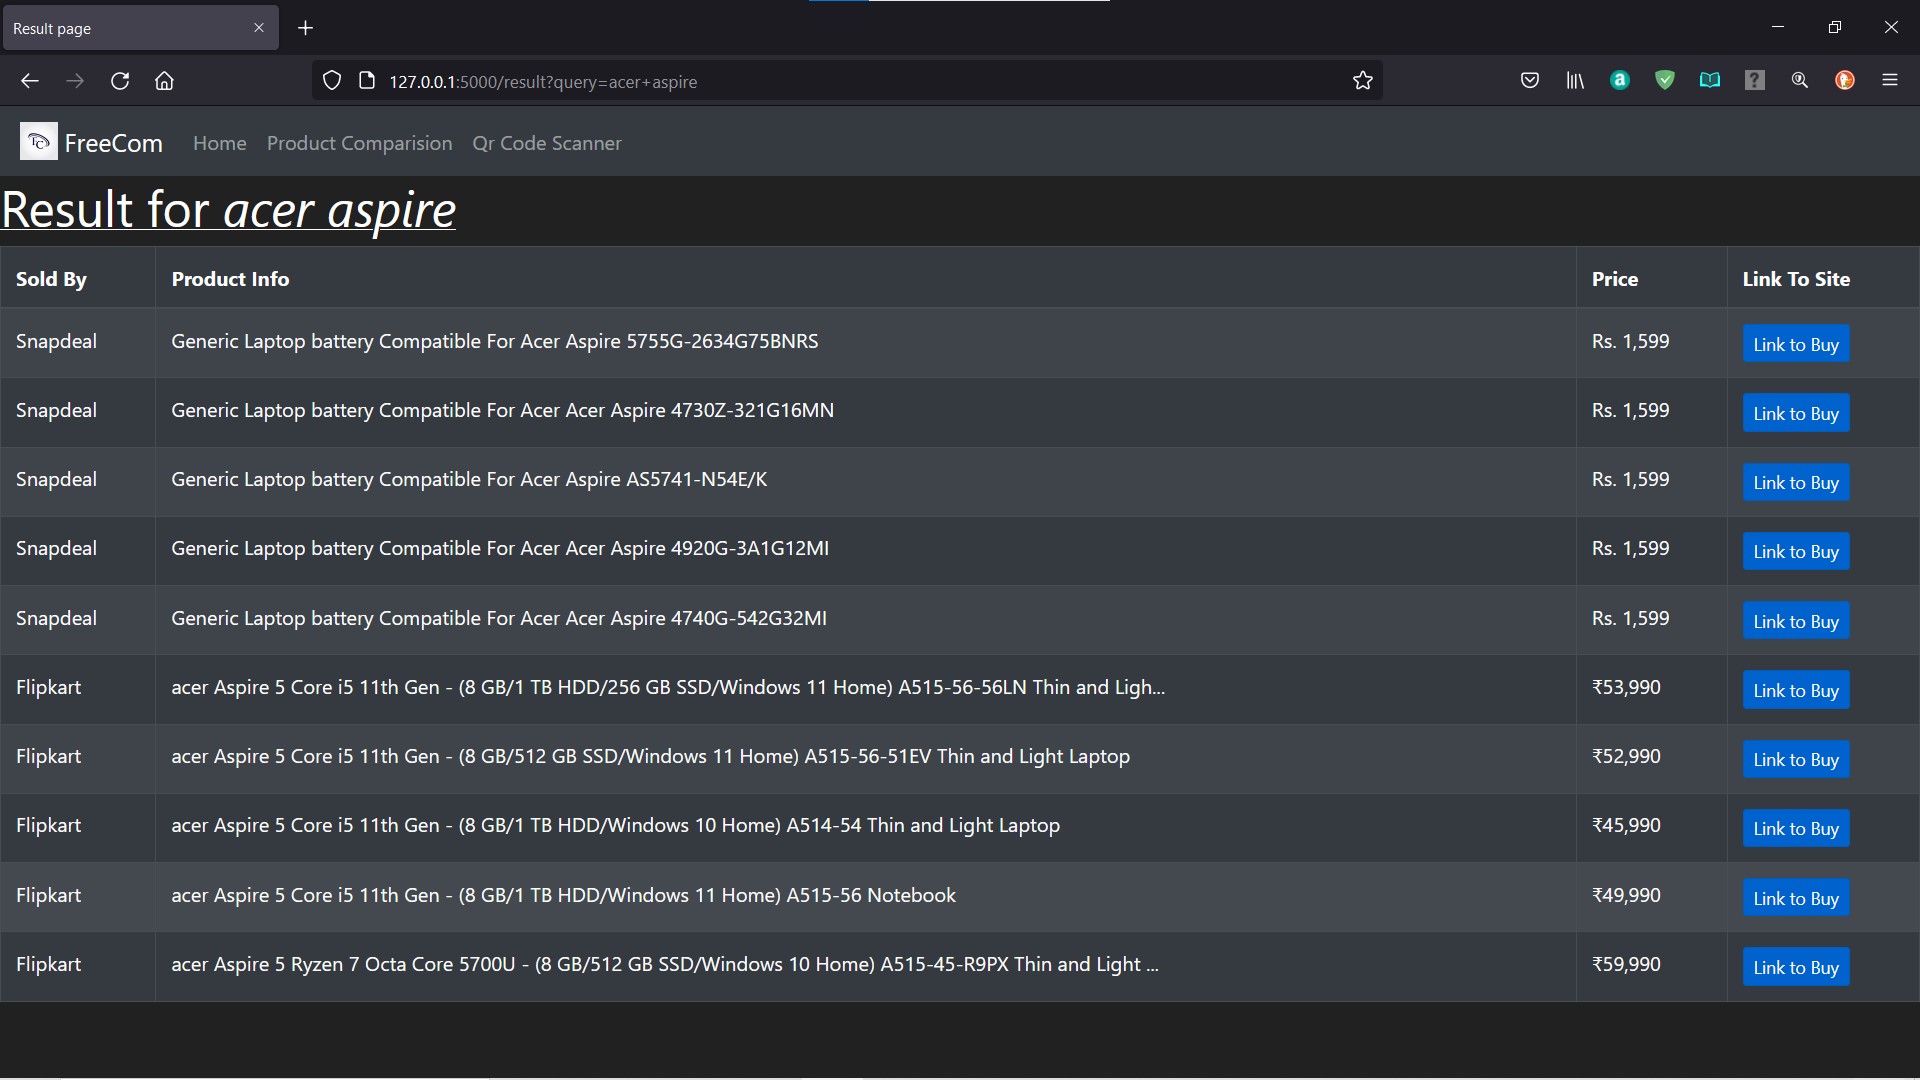 Result page
127.0.0.1:5000/result?query=acer+aspire
FreeCom Home Product Comparision Qr Code Scanner
Result for acer aspire
Sold By Product Info Price Link To Site
Snapdeal Generic Laptop battery Compatible For Acer Aspire 5755G-2634G75BNRS Rs. 1,599 Link to Buy
Snapdeal Generic Laptop battery Compatible For Acer Acer Aspire 4730Z-321G16MN Rs. 1,599 Link to Buy
Snapdeal Generic Laptop battery Compatible For Acer Aspire AS5741-N54E/K Rs. 1,599 Link to Buy
Snapdeal Generic Laptop battery Compatible For Acer Acer Aspire 4920G-3A1G12MI Rs. 1,599 Link to Buy
Snapdeal Generic Laptop battery Compatible For Acer Acer Aspire 4740G-542G32MI Rs. 1,599 Link to Buy
Flipkart acer Aspire 5 Core i5 11th Gen - (8 GB/1 TB HDD/256 GB SSD/Windows 11 Home) A515-56-56LN Thin and Ligh... ₹53,990 Link to Buy
Flipkart acer Aspire 5 Core i5 11th Gen - (8 GB/512 GB SSD/Windows 11 Home) A515-56-51EV Thin and Light Laptop ₹52,990 Link to Buy
Flipkart acer Aspire 5 Core i5 11th Gen - (8 GB/1 TB HDD/Windows 10 Home) A514-54 Thin and Light Laptop ₹45,990 Link to Buy
Flipkart acer Aspire 5 Core i5 11th Gen - (8 GB/1 TB HDD/Windows 11 Home) A515-56 Notebook ₹49,990 Link to Buy
Flipkart acer Aspire 5 Ryzen 7 Octa Core 5700U - (8 GB/512 GB SSD/Windows 10 Home) A515-45-R9PX Thin and Light ... ₹59,990 Link to Buy